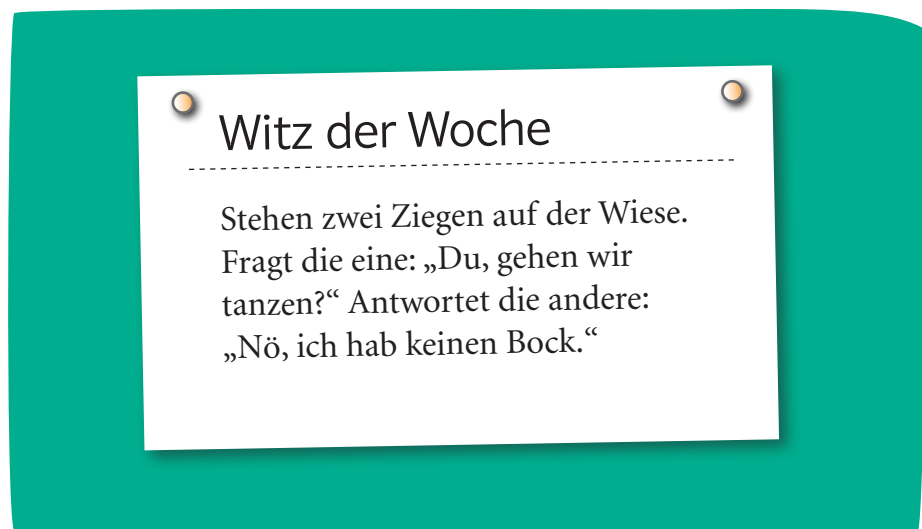 Witz der Woche
Stehen zwei Ziegen auf der Wiese.
Fragt die eine: „Du, gehen wir
tanzen?“ Antwortet die andere:
„Nö, ich hab keinen Bock.“